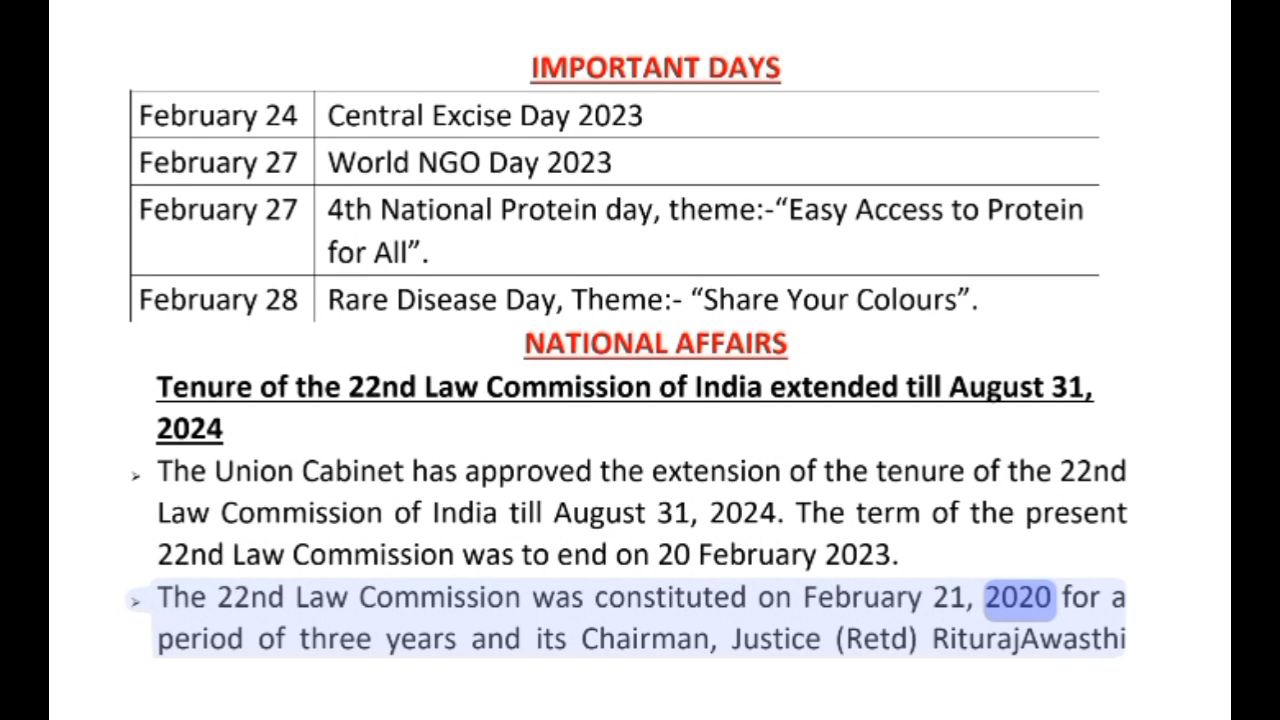 IMPORTANT DAYS
February 24 Central Excise Day 2023
February 27 World NGO Day 2023
February 27 4th National Protein day, theme:-“Easy Access to Protein
for All”.
February 28 Rare Disease Day, Theme:- “Share Your Colours”.
NATIONAL AFFAIRS
Tenure of the 22nd Law Commission of India extended till August 31,
2024
➢ The Union Cabinet has approved the extension of the tenure of the 22nd
Law Commission of India till August 31, 2024. The term of the present
22nd Law Commission was to end on 20 February 2023.
➢ The 22nd Law Commission was constituted on February 21, 2020 for a
period of three years and its Chairman, Justice (Retd) RiturajAwasthi